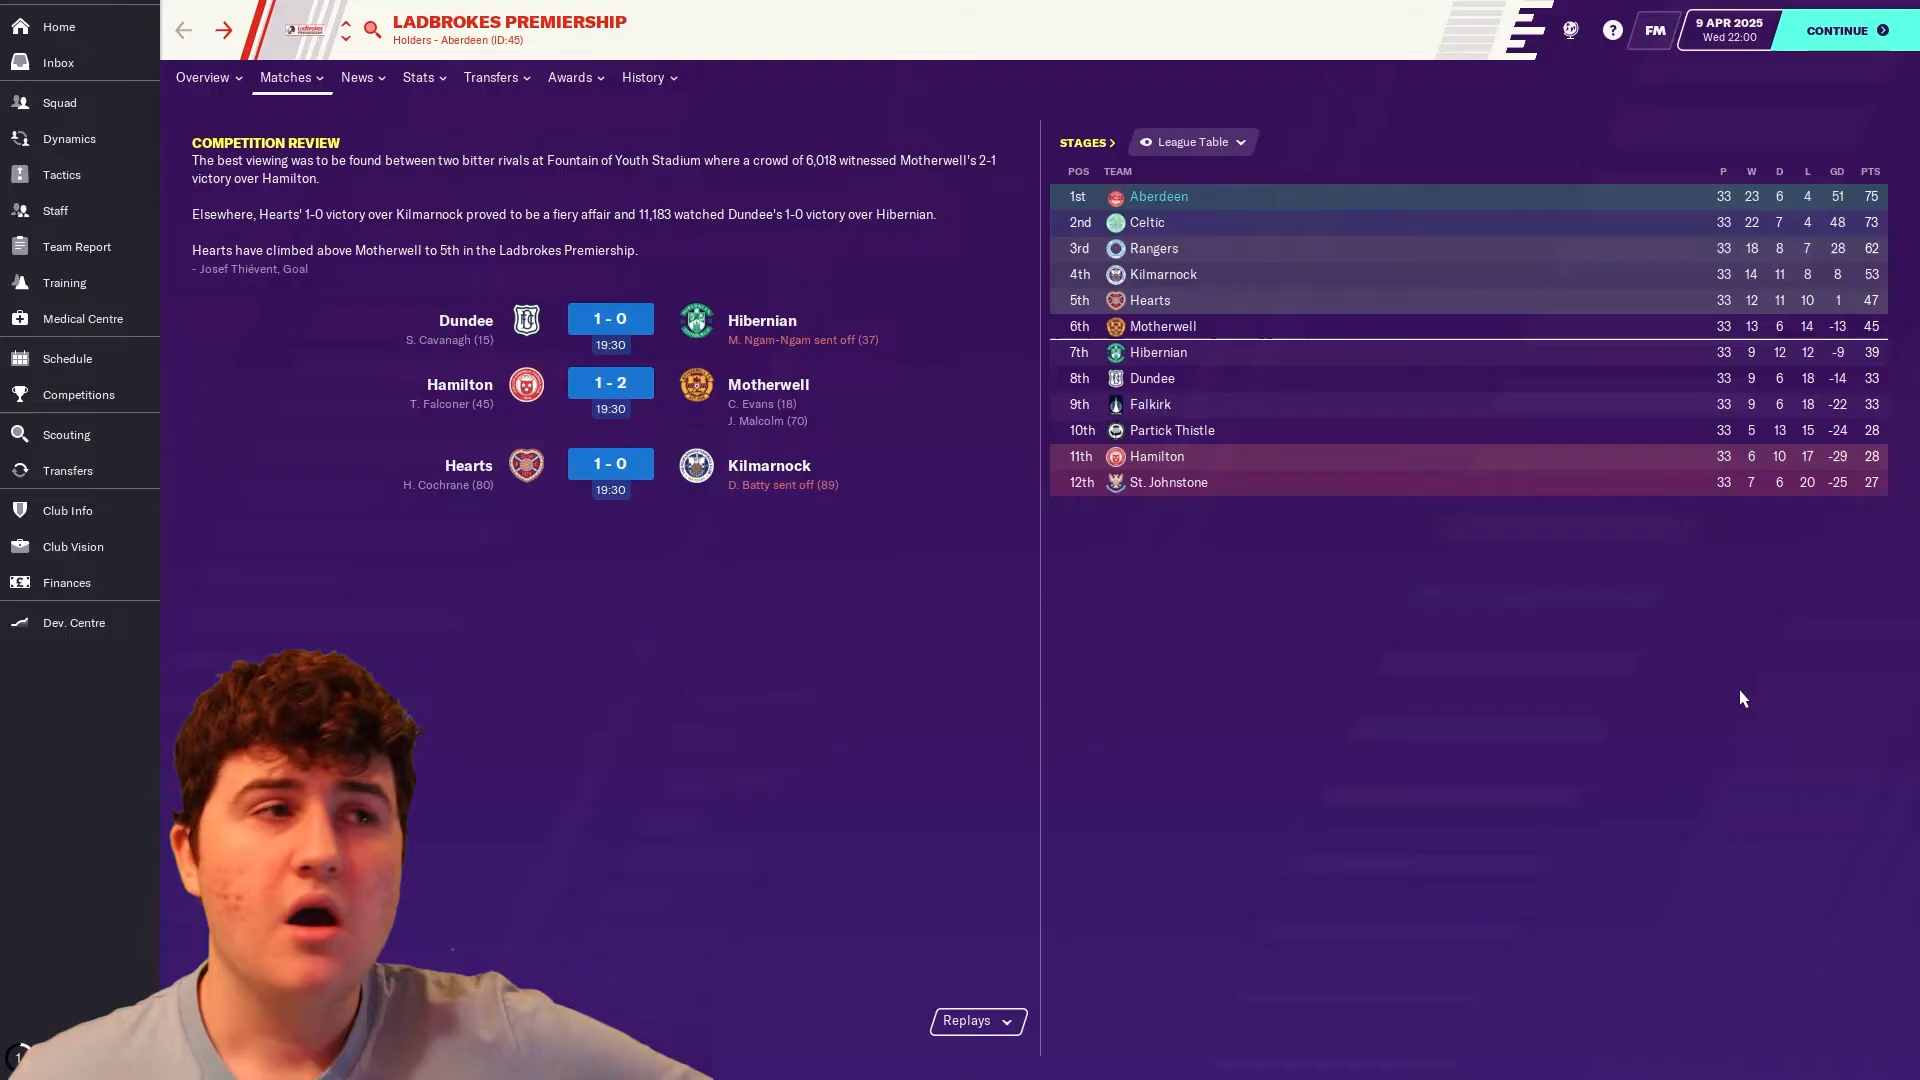 Home
Inbox
Squad
Dynamics
Tactics
Staff
Team Report
Training
Medical Centre
Schedule
Competitions
Scouting
Transfers
Club Info
Club Vision
Finances
Dev. Centre
LADBROKES PREMIERSHIP
Holders - Aberdeen (ID:45)
?
FM
9 APR 2025
Wed 22:00
CONTINUE
Overview Matches News Stats Transfers Awards History
COMPETITION REVIEW
The best viewing was to be found between two bitter rivals at Fountain of Youth Stadium where a crowd of 6,018 witnessed Motherwell's 2-1
victory over Hamilton.
Elsewhere, Hearts' 1-0 victory over Kilmarnock proved to be a fiery affair and 11,183 watched Dundee's 1-0 victory over Hibernian.
Hearts have climbed above Motherwell to 5th in the Ladbrokes Premiership.
- Josef Thiévent, Goal
Dundee 1 - 0 Hibernian
S. Cavanagh (15) 19:30 M. Ngam-Ngam sent off (37)
Hamilton 1 - 2 Motherwell
T. Falconer (45) 19:30 C. Evans (18)
J. Malcolm (70)
Hearts 1 - 0 Kilmarnock
H. Cochrane (80) 19:30 D. Batty sent off (89)
Replays
STAGES > League Table
POS TEAM P W D L GD PTS
1st Aberdeen 33 23 6 4 51 75
2nd Celtic 33 22 7 4 48 73
3rd Rangers 33 18 8 7 28 62
4th Kilmarnock 33 14 11 8 8 53
5th Hearts 33 12 11 10 1 47
6th Motherwell 33 13 6 14 -13 45
7th Hibernian 33 9 12 12 -9 39
8th Dundee 33 9 6 18 -14 33
9th Falkirk 33 9 6 18 -22 33
10th Partick Thistle 33 5 13 15 -24 28
11th Hamilton 33 6 10 17 -29 28
12th St. Johnstone 33 7 6 20 -25 27
1